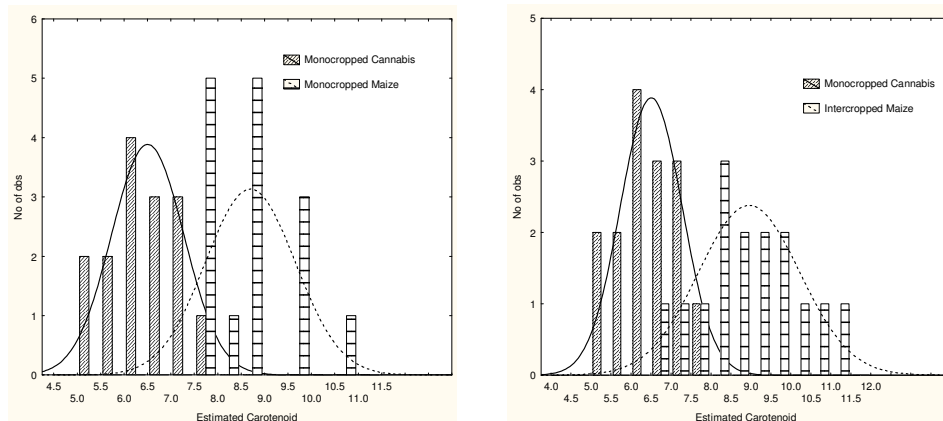 6
5
4
3
2
1
0
No of obs
Monocropped Cannabis
Monocropped Maize
4.5 5.5 6.5 7.5 8.5 9.5 10.5 11.5
5.0 6.0 7.0 8.0 9.0 10.0 11.0
Estimated Carotenoid
5
4
3
2
1
0
No of obs
Monocropped Cannabis
Intercropped Maize
4.0 5.0 6.0 7.0 8.0 9.0 10.0 11.0 12.0
4.5 5.5 6.5 7.5 8.5 9.5 10.5 11.5
Estimated Carotenoid